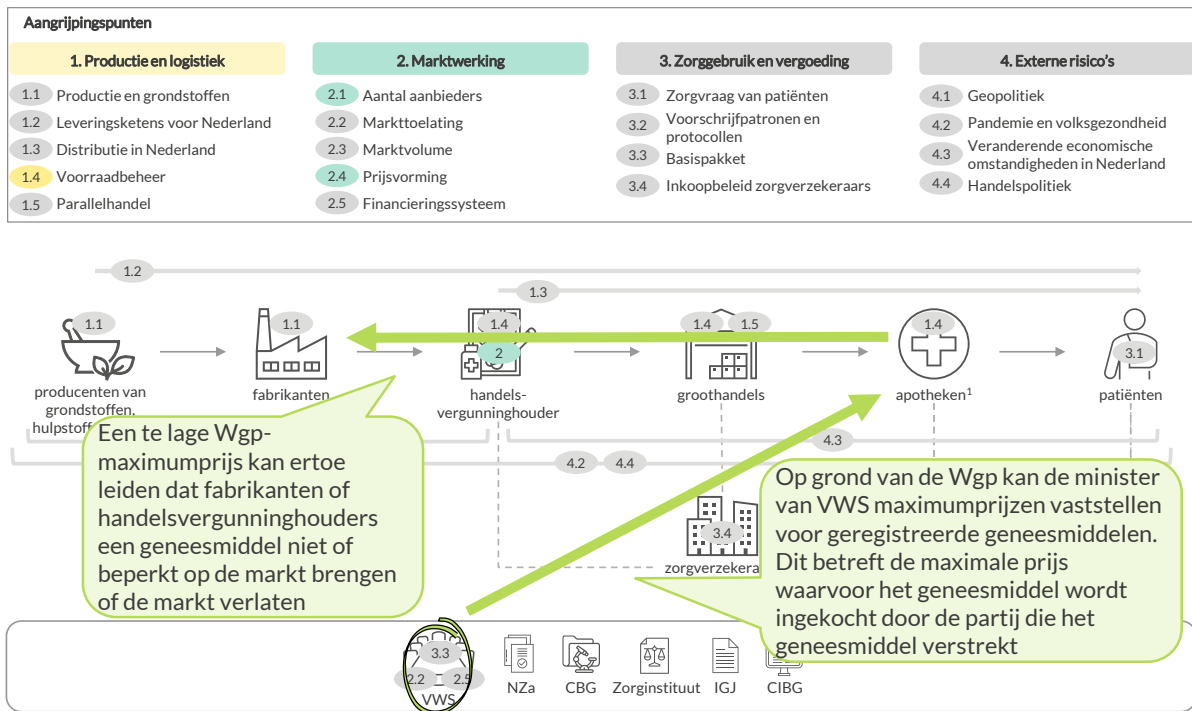 Aangrijpingspunten
1. Productie en logistiek
1.1 Productie en grondstoffen
1.2 Leveringsketens voor Nederland
1.3 Distributie in Nederland
1.4 Voorraadbeheer
1.5 Parallelhandel
2. Marktwerking
2.1 Aantal aanbieders
2.2 Markttoelating
2.3 Marktvolume
2.4 Prijsvorming
2.5 Financieringssysteem
3. Zorggebruik en vergoeding
3.1 Zorgvraag van patiënten
3.2 Voorschrijfpatronen en
protocollen
3.3 Basispakket
3.4 Inkoopbeleid zorgverzekeraars
4. Externe risico's
4.1 Geopolitiek
4.2 Pandemie en volksgezondheid
4.3 Veranderende economische
omstandigheden in Nederland
4.4 Handelspolitiek
1.2
1.3
1.1
1.1
1.4
2
1.4 1.5
1.4
3.1
producenten van
grondstoffen,
fabrikanten
handels-
vergunninghouder
groothandels
apotheken1
patiënten
4.3
4.2 4.4
Een te lage Wgp-
maximumprijs kan ertoe
leiden dat fabrikanten of
handelsvergunninghouders
een geneesmiddel niet of
beperkt op de markt brengen
of de markt verlaten
3.4
Op grond van de Wgp kan de minister
van VWS maximumprijzen vaststellen
voor geregistreerde geneesmiddelen.
Dit betreft de maximale prijs
waarvoor het geneesmiddel wordt
ingekocht door de partij die het
geneesmiddel verstrekt
3.3
2.2 2.5
VWS
NZa
CBG
Zorginstituut
IGJ
CIBG